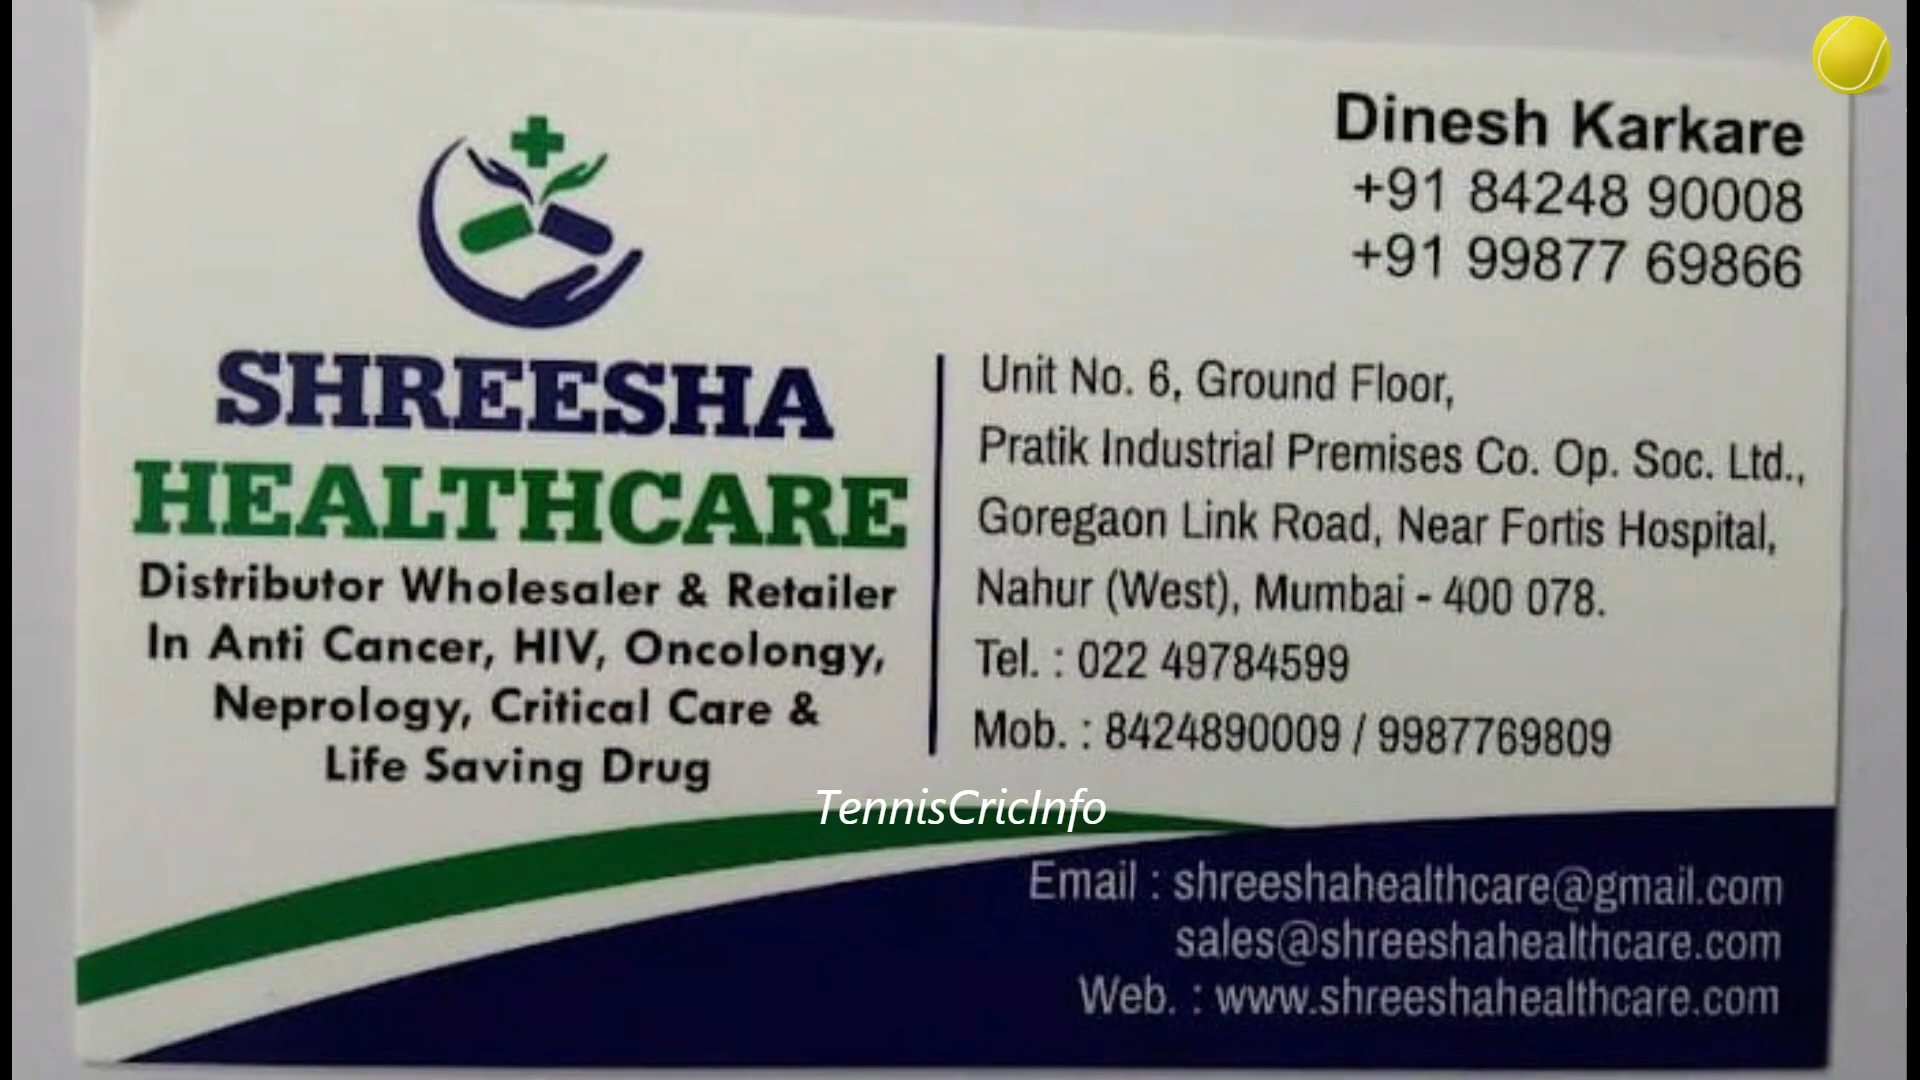 Dinesh Karkare
+91 84248 90008
+91 99877 69866
SHREESHA
HEALTHCARE
Distributor Wholesaler & Retailer
In Anti Cancer, HIV, Oncolongy,
Neprology, Critical Care &
Life Saving Drug
Unit No. 6, Ground Floor,
Pratik Industrial Premises Co. Op. Soc. Ltd.,
Goregaon Link Road, Near Fortis Hospital,
Nahur (West), Mumbai - 400 078.
Tel. : 022 49784599
Mob. : 8424890009 / 9987769809
TennisCricInfo
Email : shreeshahealthcare@gmail.com
sales@shreeshahealthcare.com
Web. : www.shreeshahealthcare.com